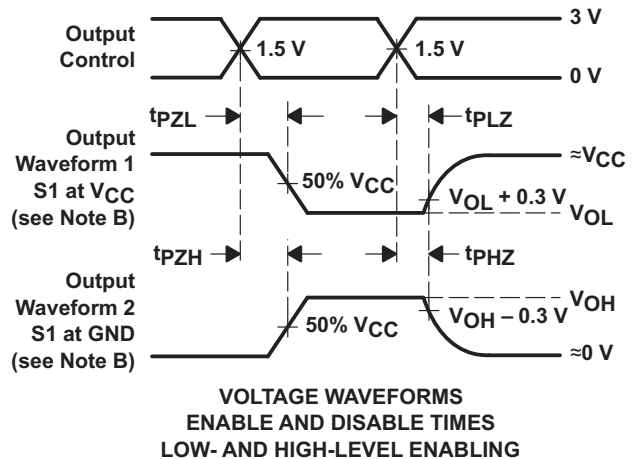 Output
Control
1.5 V
1.5 V
3 V
0 V
tPZL
tPLZ
Output
Waveform 1
S1 at VCC
(see Note B)
50% VCC
≈VCC
VOL + 0.3 V
VOL
tPZH
tPHZ
Output
Waveform 2
S1 at GND
(see Note B)
50% VCC
VOH
VOH – 0.3 V
≈0 V
VOLTAGE WAVEFORMS
ENABLE AND DISABLE TIMES
LOW- AND HIGH-LEVEL ENABLING